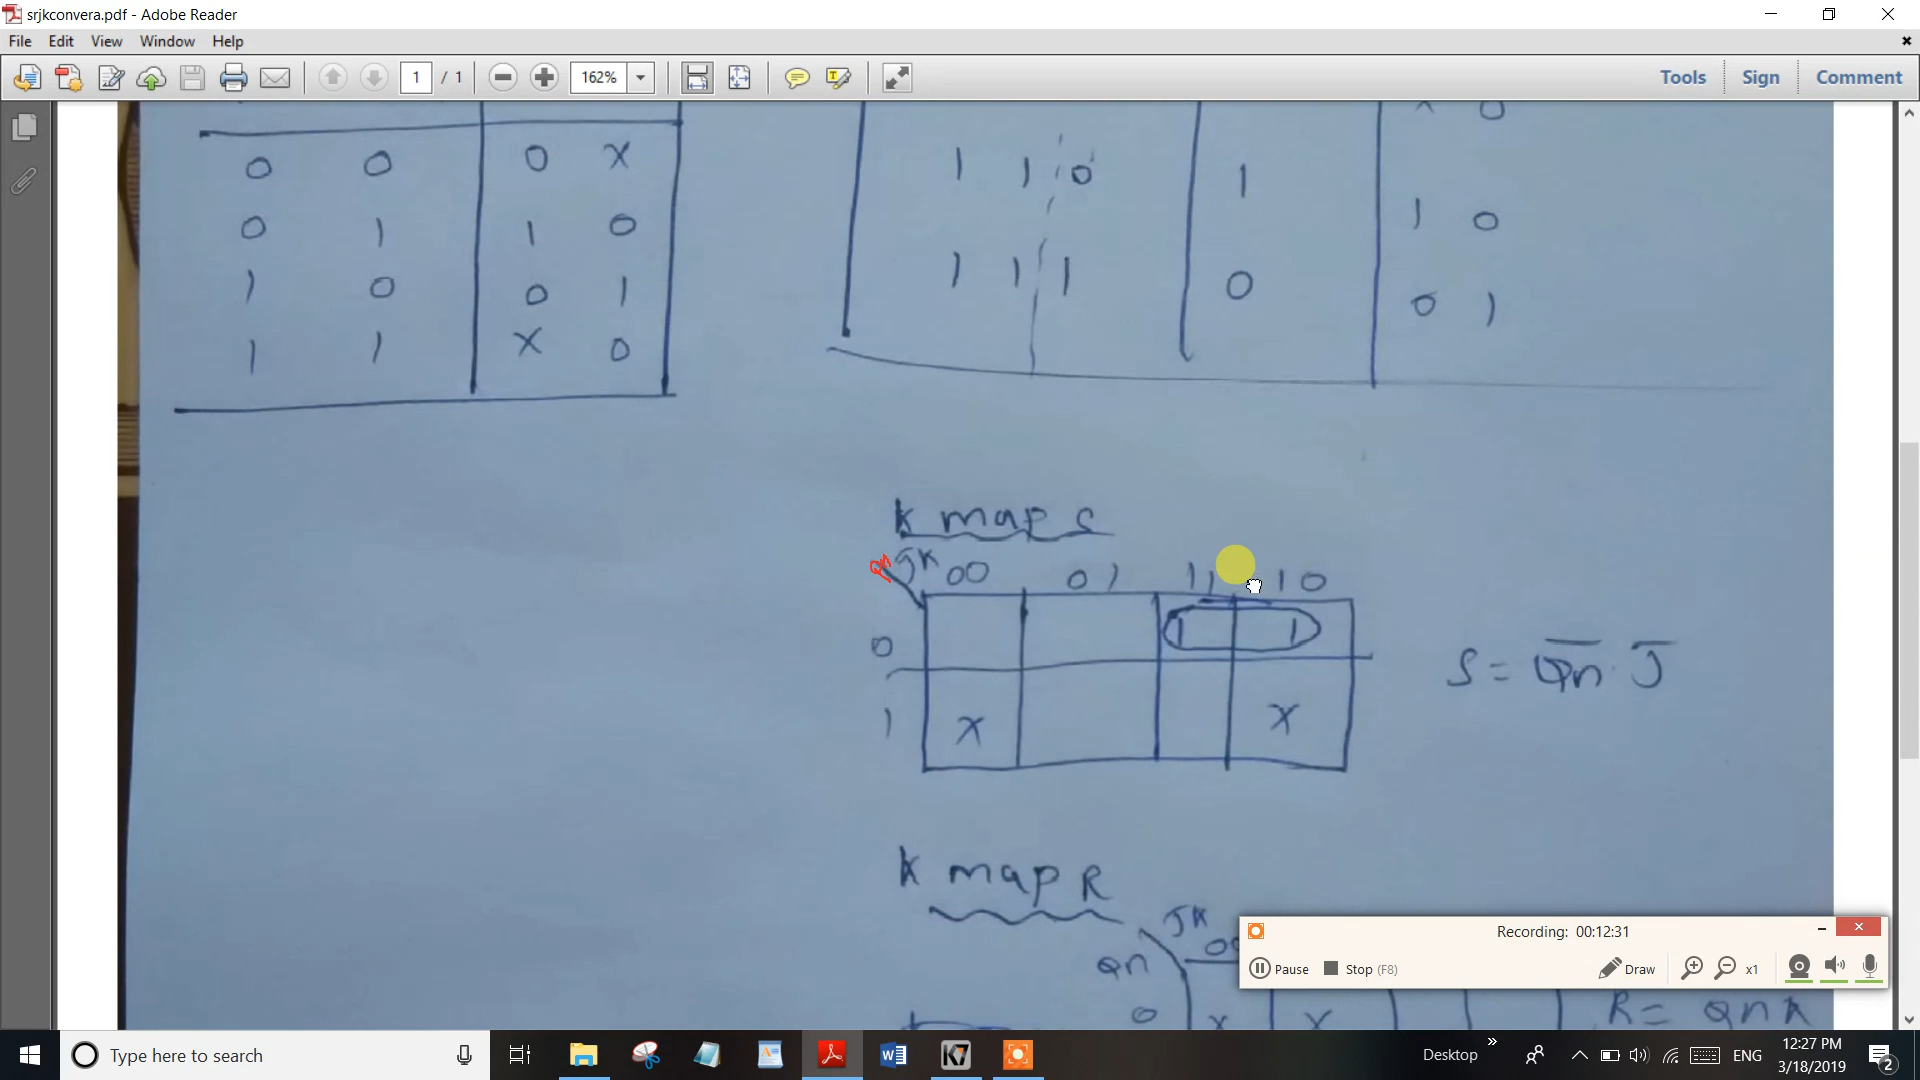 srjkconvera.pdf - Adobe Reader
File Edit View Window Help
1 / 1 162% Tools Sign Comment
0 0 0 X
0 1 1 0
1 0 0 1
1 1 X 0
X 0
1 1 0 1 1 0
1 1 1 0 0 1
K map S
Qn JK 00 01 11 10
0 1 1
1 X X
S = Q̅n̅ . J̅
K map R
JK
Qn 00
0 X X
R = Qn K
Recording: 00:12:31
Pause Stop (F8) Draw x1
Type here to search
Desktop » ENG
12:27 PM
3/18/2019
2